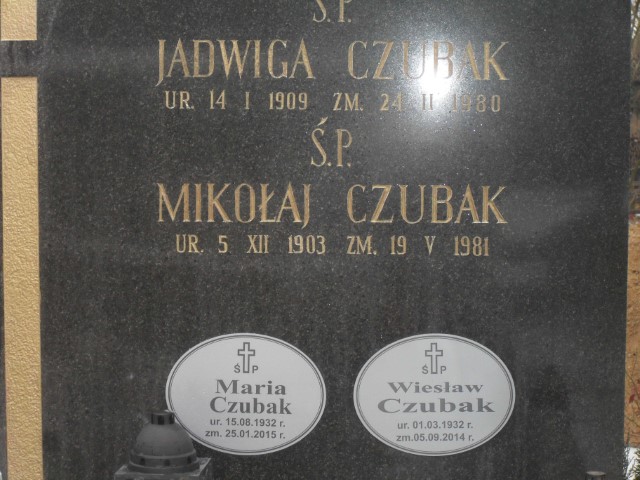 Ś.P.
JADWIGA CZUBAK
UR. 14 I 1909 ZM. 24 II 1980
Ś.P.
MIKOŁAJ CZUBAK
UR. 5 XII 1903 ZM. 19 V 1981
Ś P
Maria
Czubak
ur. 15.08.1932 r.
zm. 25.01.2015 r.
Ś P
Wiesław
Czubak
ur. 01.03.1932 r.
zm.05.09.2014 r.